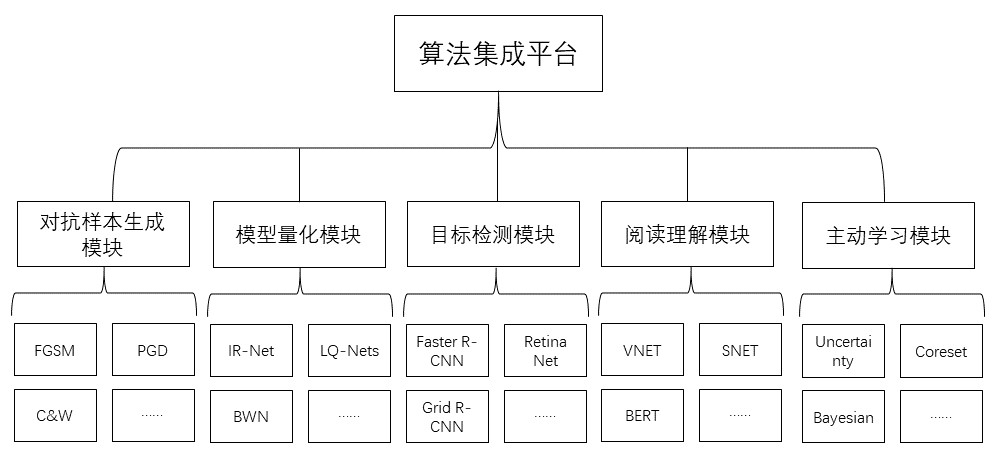 算法集成平台
对抗样本生成
模块
模型量化模块
目标检测模块
阅读理解模块
主动学习模块
FGSM
PGD
IR-Net
LQ-Nets
Faster R-
CNN
Retina
Net
VNET
SNET
Uncertai
nty
Coreset
C&W
......
BWN
......
Grid R-
CNN
......
BERT
......
Bayesian
......